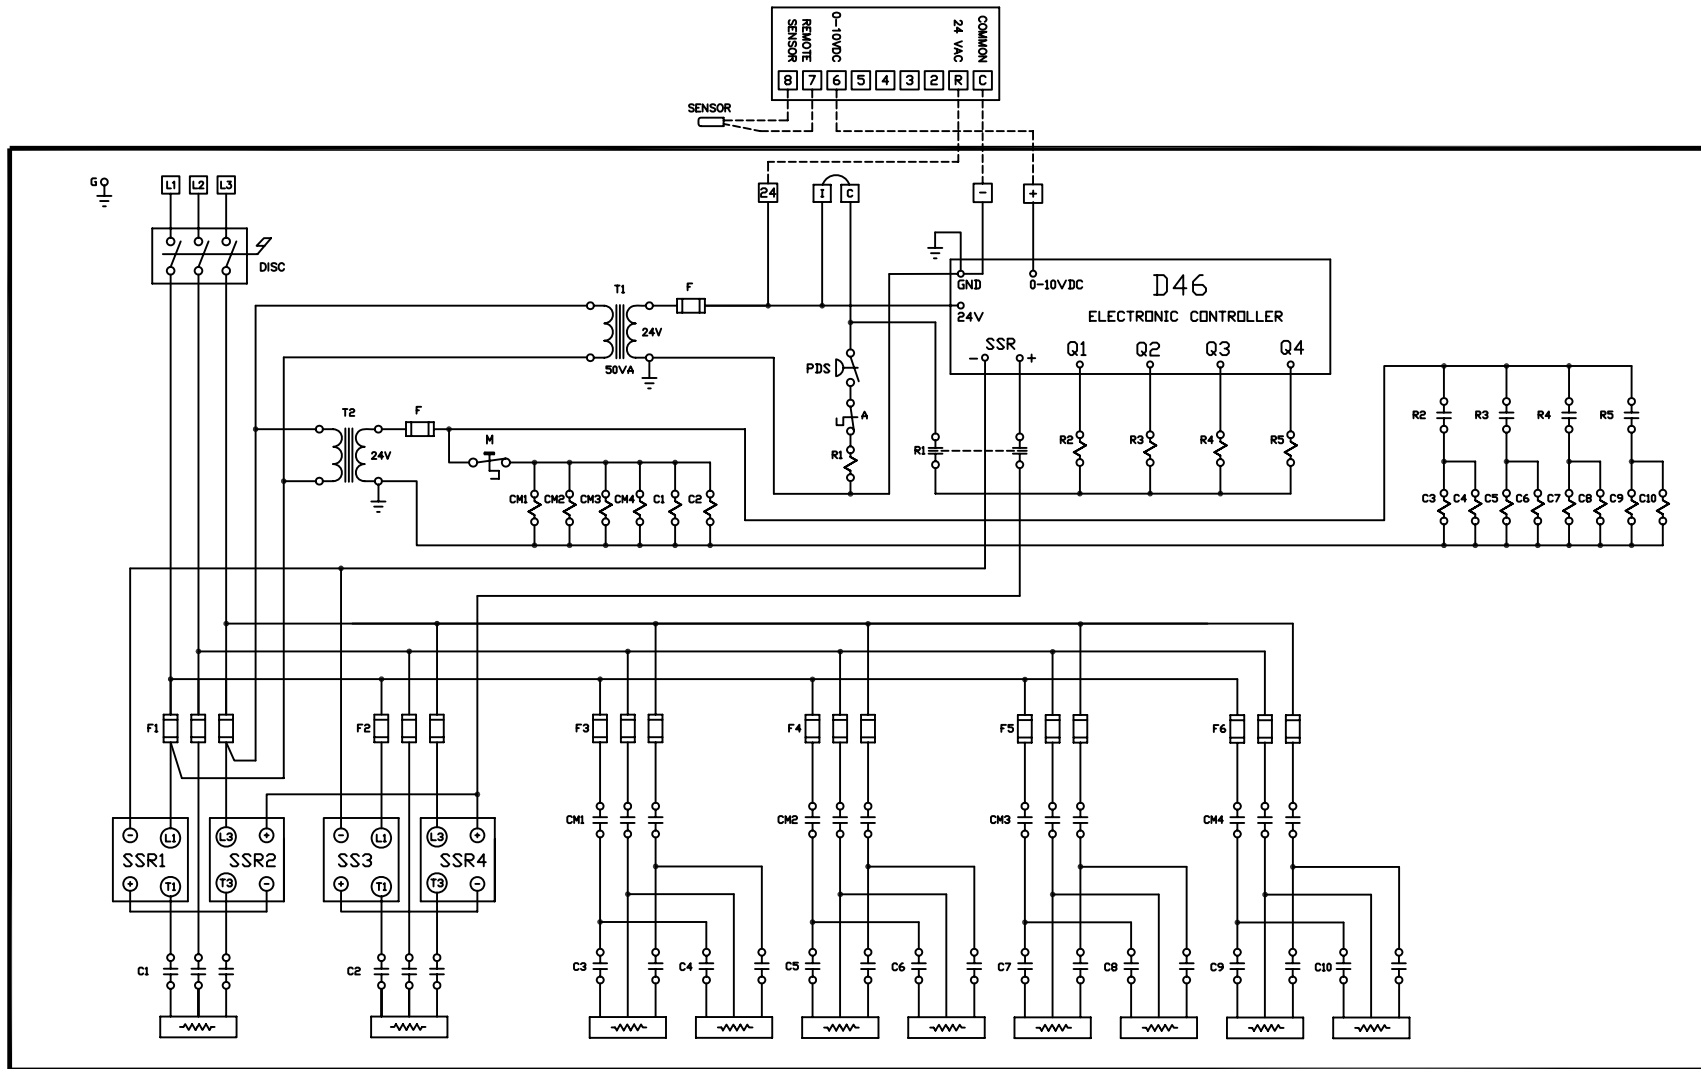 SENSOR REMOTE 0-10VDC 24 VAC COMMON
8 7 6 5 4 3 2 R C
SENSOR
G L1 L2 L3 24 I C - +
DISC
GND 0-10VDC D46
T1 F 24V ELECTRONIC CONTROLLER
24V
50VA PDS - SSR + Q1 Q2 Q3 Q4
T2 F A R2 R3 R4 R5
24V M R1 R1 R2 R3 R4 R5
CM1 CM2 CM3 CM4 C1 C2 C3 C4 C5 C6 C7 C8 C9 C10
F1 F2 F3 F4 F5 F6
CM1 CM2 CM3 CM4
- L1 L3 + - L1 L3 +
SSR1 SSR2 SS3 SSR4
+ T1 T3 - + T1 T3 -
C1 C2 C3 C4 C5 C6 C7 C8 C9 C10